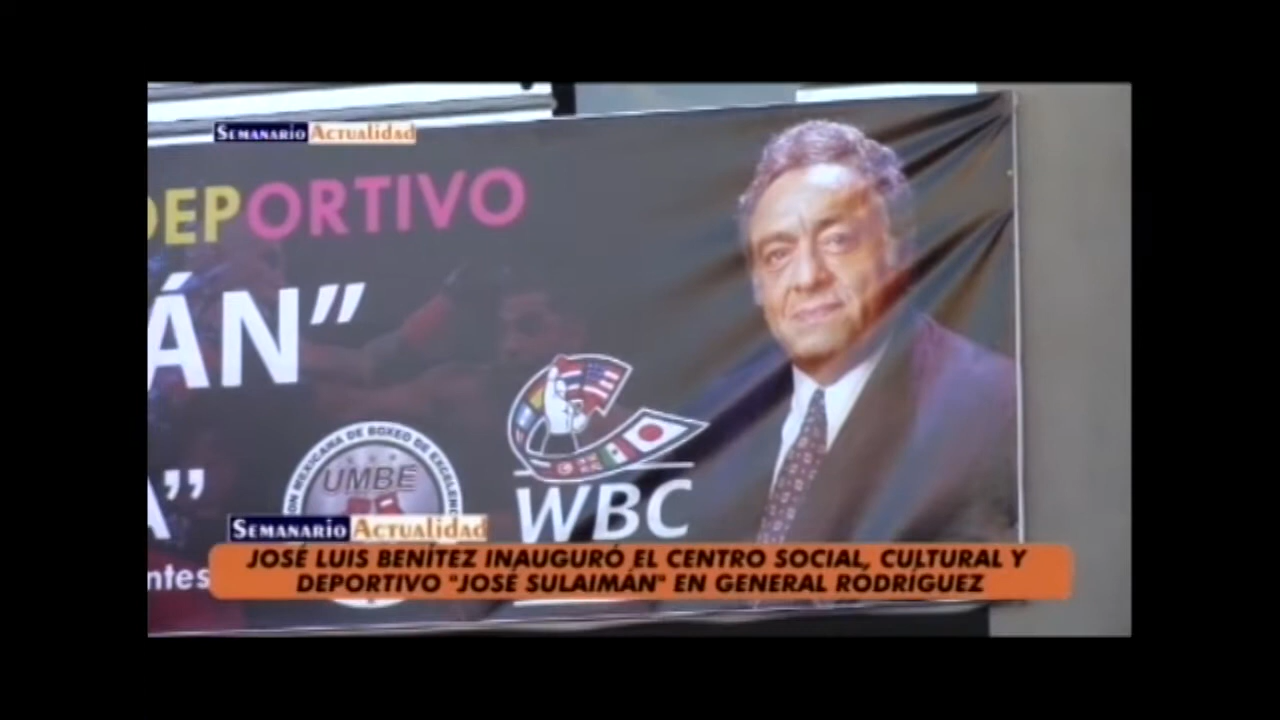 SEMANARIO ACTUALIDAD
DEPORTIVO
ÁN”
A”
UMBE
WBC
SEMANARIO ACTUALIDAD
ntes
JOSÉ LUIS BENÍTEZ INAUGURÓ EL CENTRO SOCIAL, CULTURAL Y
DEPORTIVO "JOSÉ SULAIMÁN" EN GENERAL RODRÍGUEZ